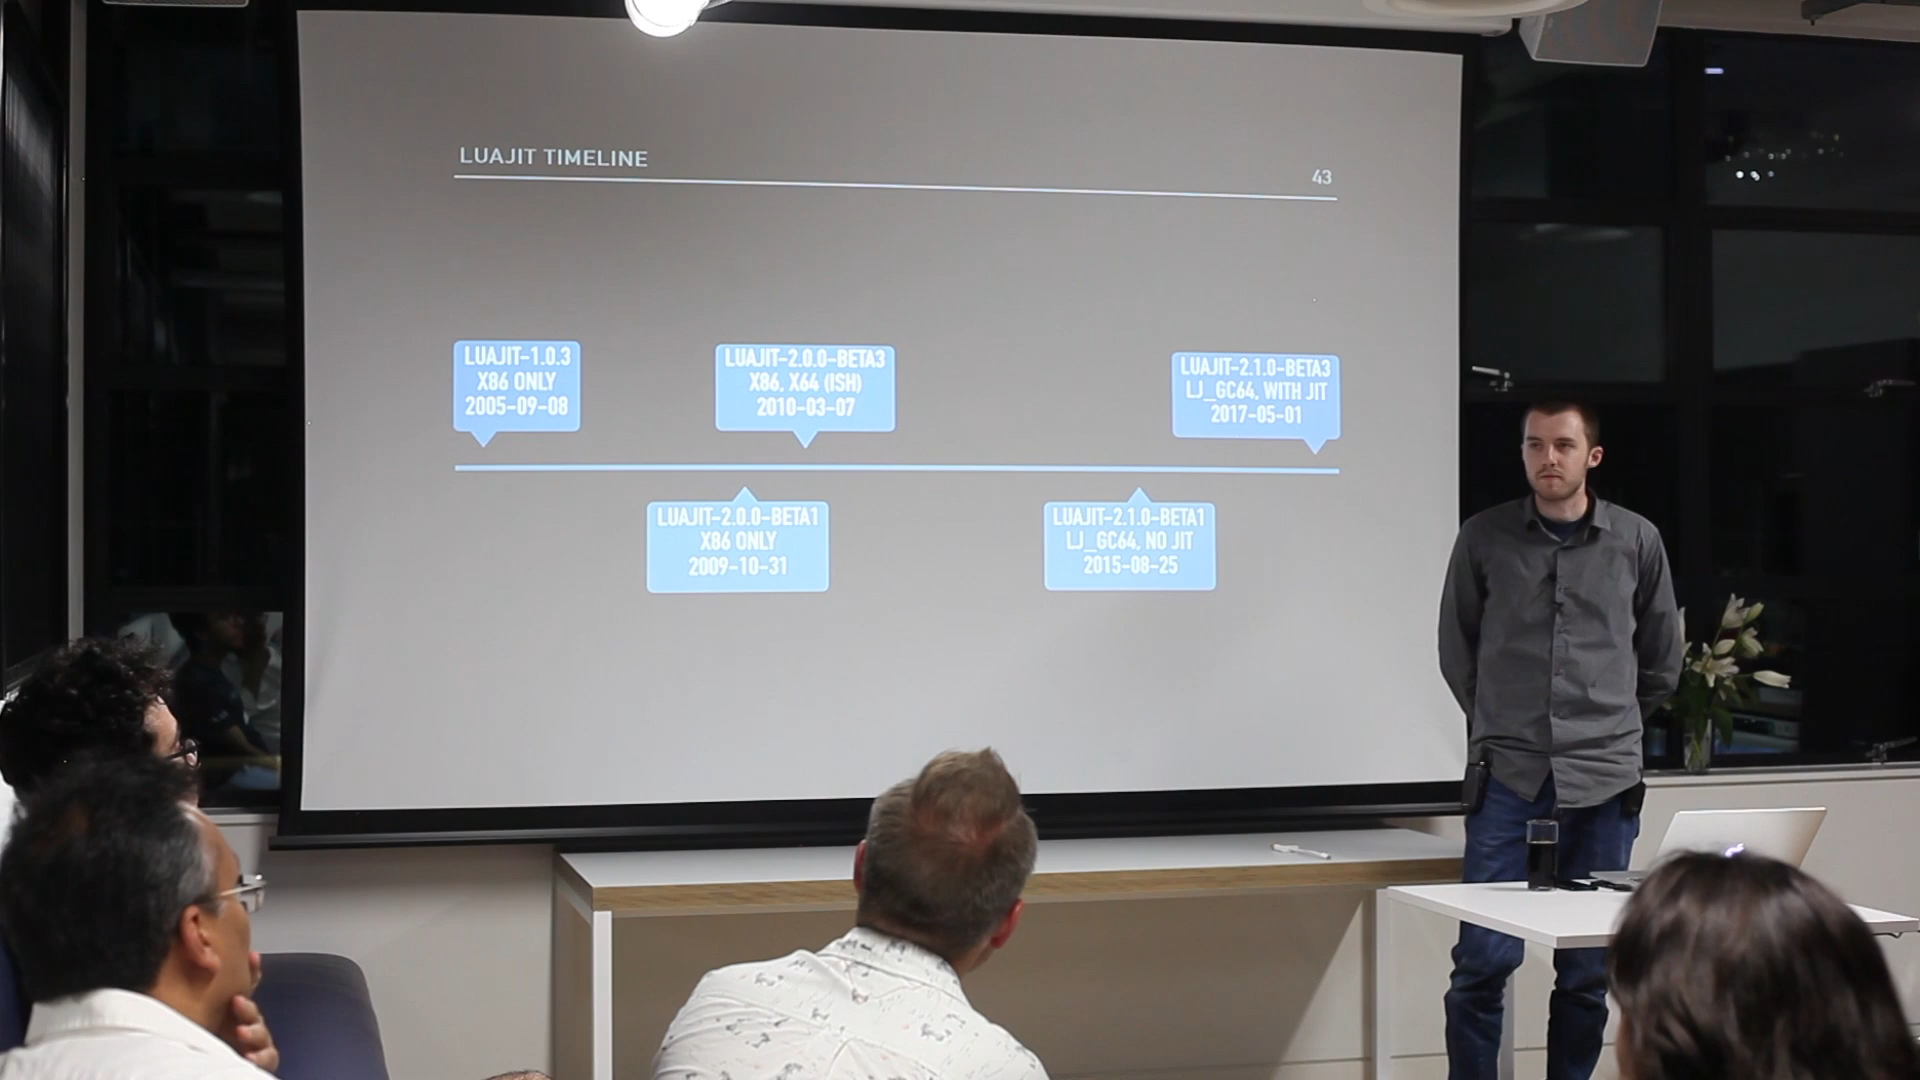 LUAJIT TIMELINE
43
LUAJIT-1.0.3
X86 ONLY
2005-09-08
LUAJIT-2.0.0-BETA3
X86, X64 (ISH)
2010-03-07
LUAJIT-2.1.0-BETA3
LJ_GC64, WITH JIT
2017-05-01
LUAJIT-2.0.0-BETA1
X86 ONLY
2009-10-31
LUAJIT-2.1.0-BETA1
LJ_GC64, NO JIT
2015-08-25